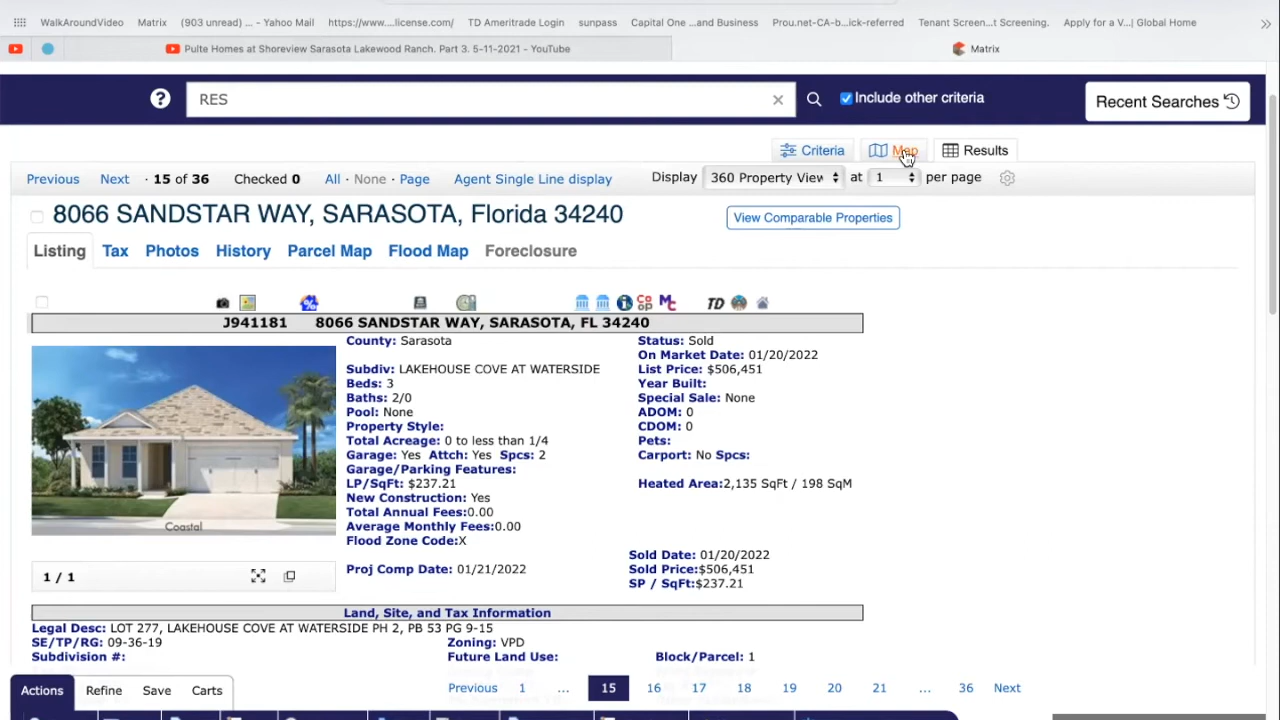 WalkAroundVideo Matrix (903 unread) ... - Yahoo Mail https://www....license.com/ TD Ameritrade Login sunpass Capital One ...and Business Prou.net-CA-b...ick-referred Tenant Screen...t Screening. Apply for a V...| Global Home
Pulte Homes at Shoreview Sarasota Lakewood Ranch. Part 3. 5-11-2021 - YouTube Matrix
? RES × Include other criteria Recent Searches
Criteria Map Results
Previous Next · 15 of 36 Checked 0 All · None · Page Agent Single Line display Display 360 Property View at 1 per page
8066 SANDSTAR WAY, SARASOTA, Florida 34240 View Comparable Properties
Listing Tax Photos History Parcel Map Flood Map Foreclosure
Co op MC TD
J941181 8066 SANDSTAR WAY, SARASOTA, FL 34240
County: Sarasota Status: Sold
On Market Date: 01/20/2022
Subdiv: LAKEHOUSE COVE AT WATERSIDE List Price: $506,451
Beds: 3 Year Built:
Baths: 2/0 Special Sale: None
Pool: None ADOM: 0
Property Style: CDOM: 0
Total Acreage: 0 to less than 1/4 Pets:
Garage: Yes Attch: Yes Spcs: 2 Carport: No Spcs:
Garage/Parking Features:
LP/SqFt: $237.21 Heated Area:2,135 SqFt / 198 SqM
New Construction: Yes
Total Annual Fees:0.00
Average Monthly Fees:0.00
Coastal
Flood Zone Code:X
Sold Date: 01/20/2022
Proj Comp Date: 01/21/2022 Sold Price:$506,451
1 / 1
SP / SqFt:$237.21
Land, Site, and Tax Information
Legal Desc: LOT 277, LAKEHOUSE COVE AT WATERSIDE PH 2, PB 53 PG 9-15
SE/TP/RG: 09-36-19 Zoning: VPD
Subdivision #: Future Land Use: Block/Parcel: 1
Actions Refine Save Carts Previous 1 ... 15 16 17 18 19 20 21 ... 36 Next